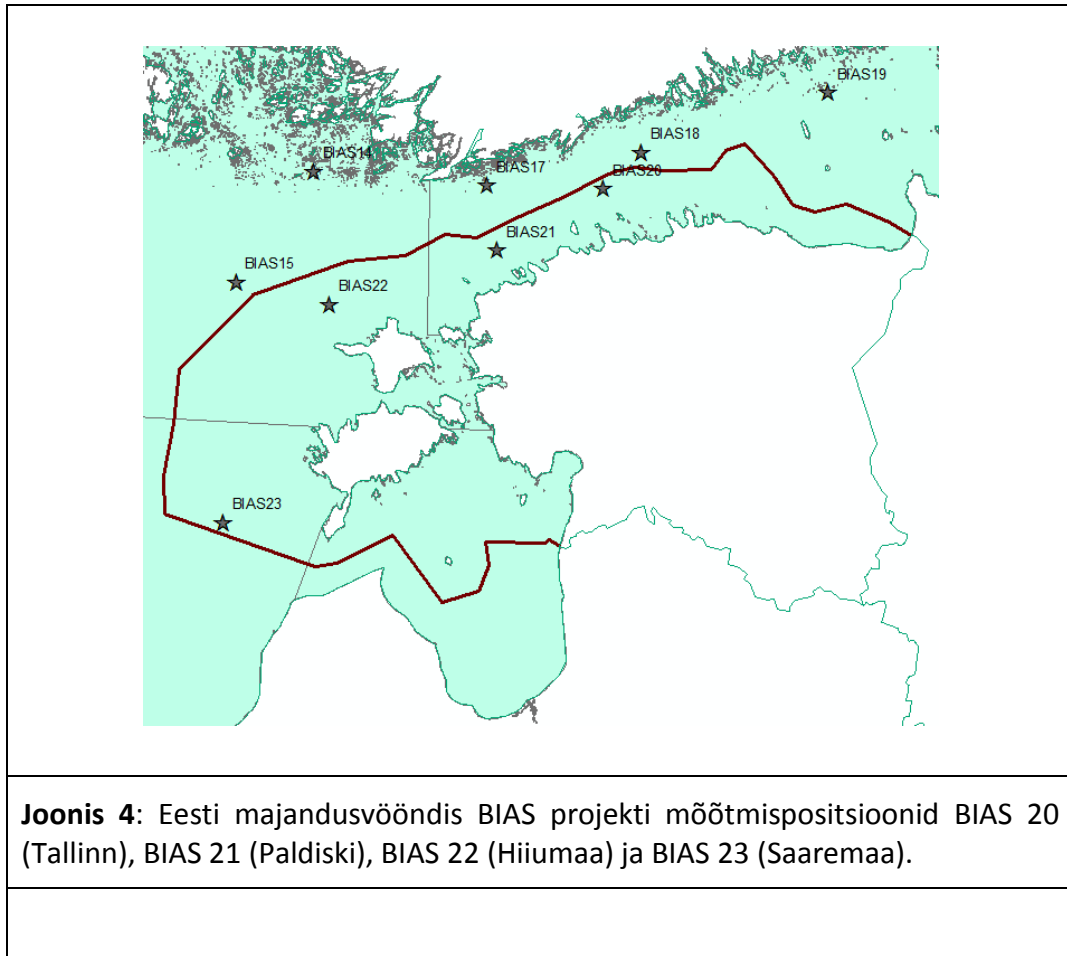 BIAS19
BIAS18
BIAS14
BIAS17
BIAS20
BIAS21
BIAS15
BIAS22
BIAS23
Joonis 4: Eesti majandusvööndis BIAS projekti mõõtmispositsioonid BIAS 20
(Tallinn), BIAS 21 (Paldiski), BIAS 22 (Hiiumaa) ja BIAS 23 (Saaremaa).